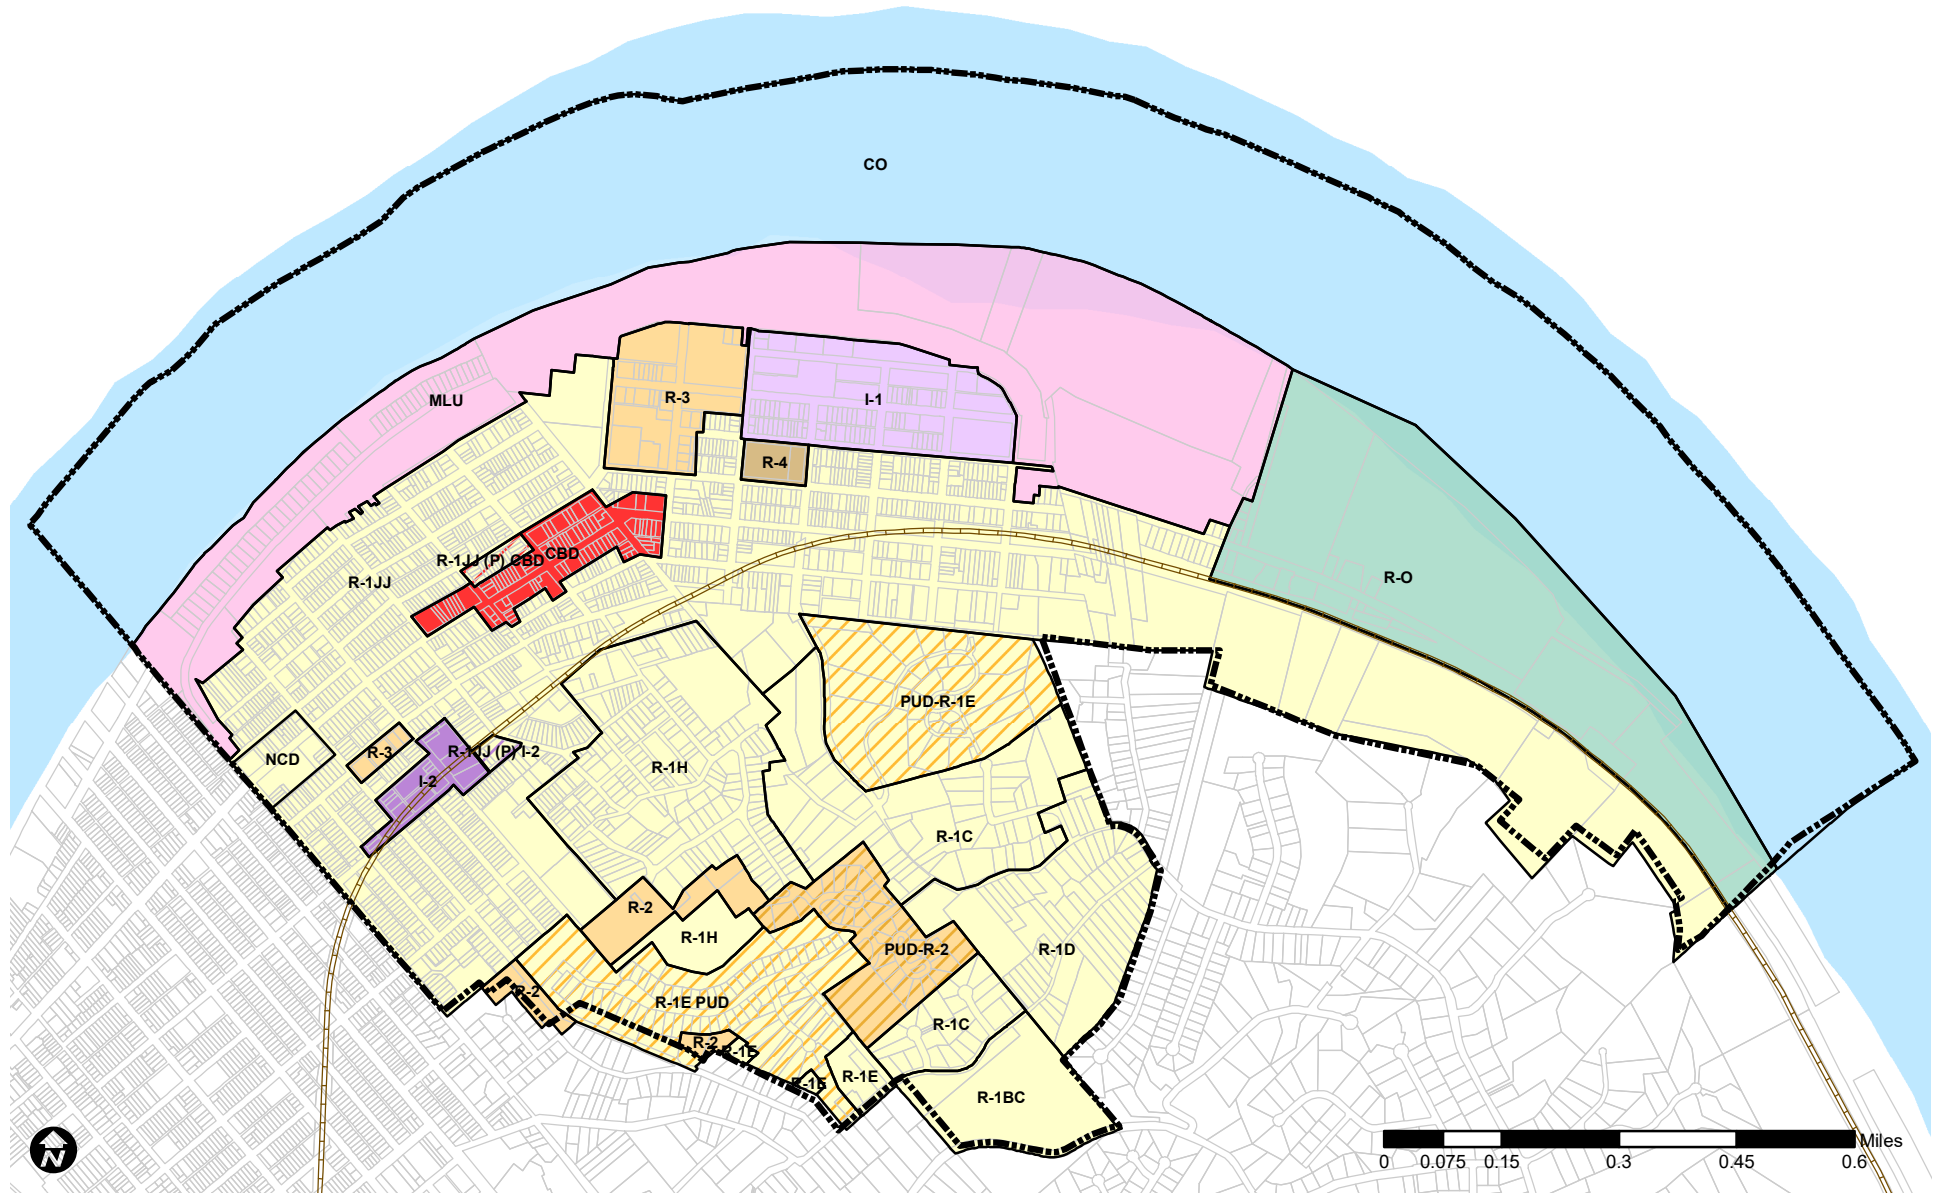 CO
MLU
R-3
I-1
R-4
R-1JJ (P) CBD
CBD
R-1JJ
R-O
PUD-R-1E
NCD
R-3
R-1JJ (P) I-2
I-2
R-1H
R-1C
R-2
R-1H
PUD-R-2
R-1D
R-2
R-1E PUD
R-1C
R-2
R-1E
R-1E
R-1E
R-1BC
N
Miles
0 0.075 0.15 0.3 0.45 0.6